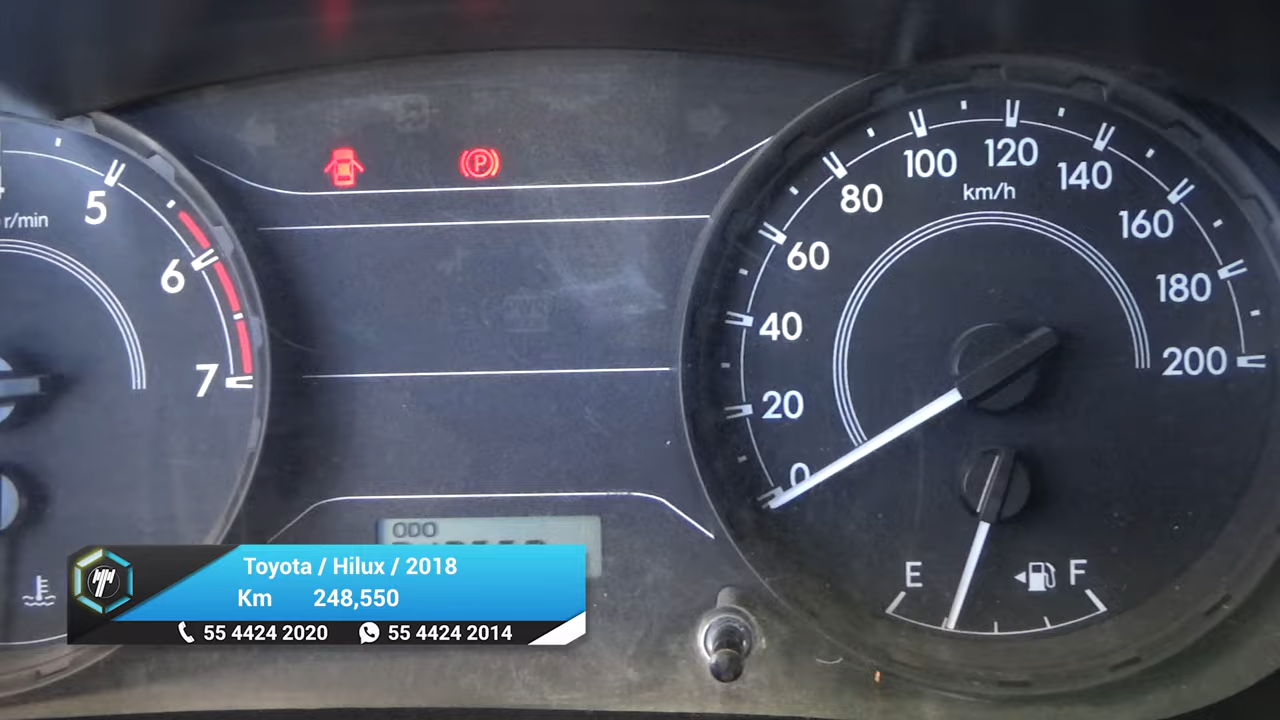 5
r/min
6
7
P
0
20
40
60
80
100
120
140
160
180
200
km/h
E
F
ODO
Toyota / Hilux / 2018
Km 248,550
55 4424 2020 55 4424 2014